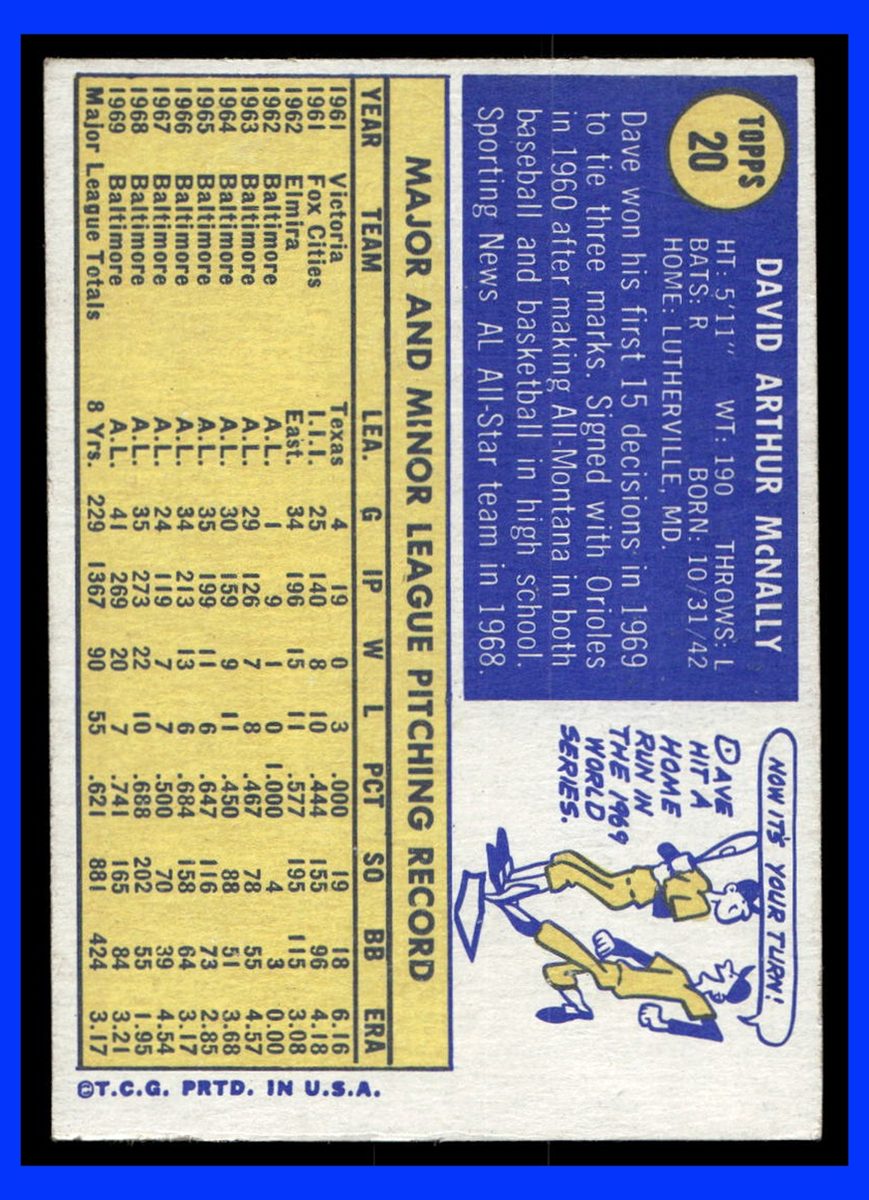 TOPPS
20
DAVID ARTHUR McNALLY
HT: 5'11" WT: 190 THROWS: L
BATS: R BORN: 10/31/42
HOME: LUTHERVILLE, MD.
Dave won his first 15 decisions in 1969
to tie three marks. Signed with Orioles
in 1960 after making All-Montana in both
baseball and basketball in high school.
Sporting News AL All-Star team in 1968.
NOW IT'S YOUR TURN!
DAVE
HIT A
HOME
RUN IN
THE 1969
WORLD
SERIES.
MAJOR AND MINOR LEAGUE PITCHING RECORD
YEAR TEAM LEA. G IP W L PCT SO BB ERA
1961 Victoria Texas 4 19 0 3 .000 19 18 6.16
1961 Fox Cities I.I.I. 25 140 8 10 .444 155 96 4.18
1962 Elmira East. 34 196 15 11 .577 195 115 3.08
1962 Baltimore A.L. 1 9 1 0 1.000 4 3 0.00
1963 Baltimore A.L. 29 126 7 8 .467 78 55 4.57
1964 Baltimore A.L. 30 159 9 11 .450 88 51 3.68
1965 Baltimore A.L. 35 199 11 6 .647 116 73 2.85
1966 Baltimore A.L. 34 213 13 6 .684 158 64 3.17
1967 Baltimore A.L. 24 119 7 7 .500 70 39 4.54
1968 Baltimore A.L. 35 273 22 10 .688 202 55 1.95
1969 Baltimore A.L. 41 269 20 7 .741 165 84 3.21
Major League Totals 8 Yrs. 229 1367 90 55 .621 881 424 3.17
©T.C.G. PRTD. IN U.S.A.